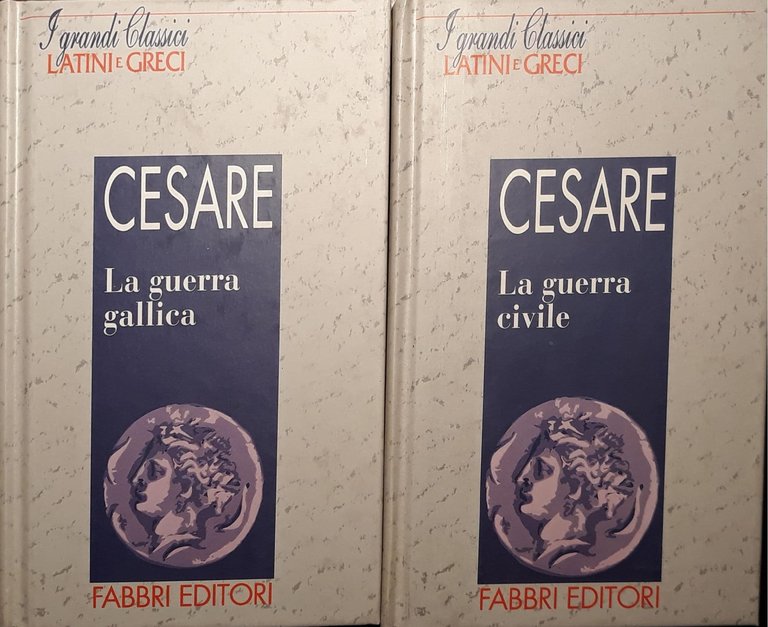 I grandi Classici
LATINI E GRECI
CESARE
La guerra
gallica
FABBRI EDITORI
I grandi Classici
LATINI E GRECI
CESARE
La guerra
civile
FABBRI EDITORI